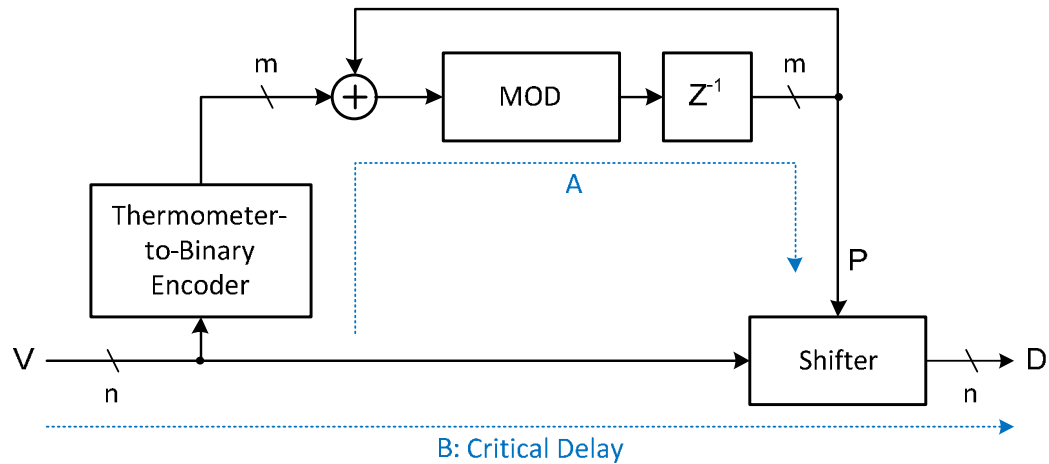 m
+
MOD
Z⁻¹
m
A
Thermometer-
to-Binary
Encoder
P
V
n
Shifter
n
D
B: Critical Delay